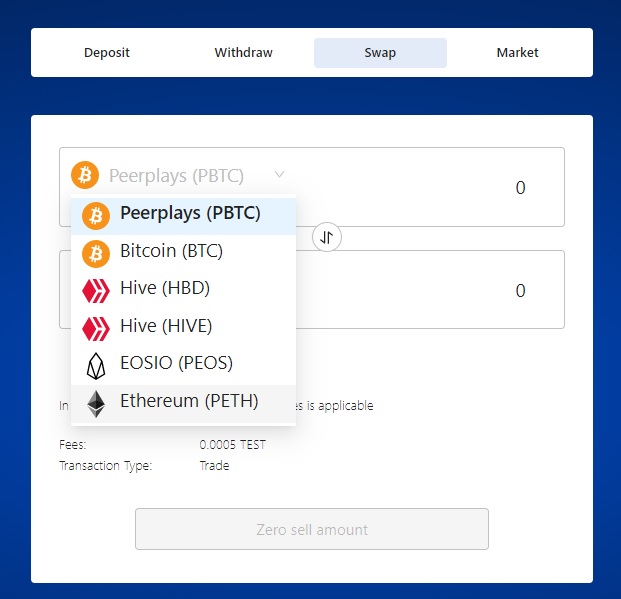 Deposit Withdraw Swap Market
Peerplays (PBTC) 0
Peerplays (PBTC)
Bitcoin (BTC)
Hive (HBD)
0
Hive (HIVE)
EOSIO (PEOS)
Ethereum (PETH)
In es is applicable
Fees: 0.0005 TEST
Transaction Type: Trade
Zero sell amount